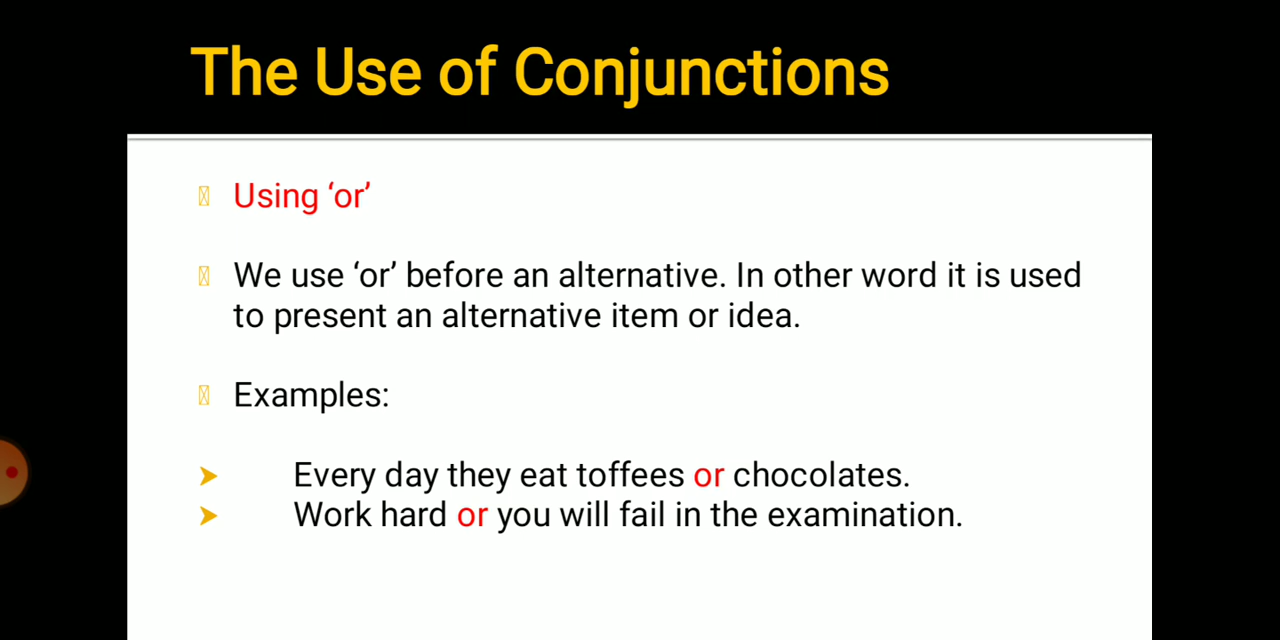 The Use of Conjunctions
Using ‘or’
We use ‘or’ before an alternative. In other word it is used
to present an alternative item or idea.
Examples:
Every day they eat toffees or chocolates.
Work hard or you will fail in the examination.